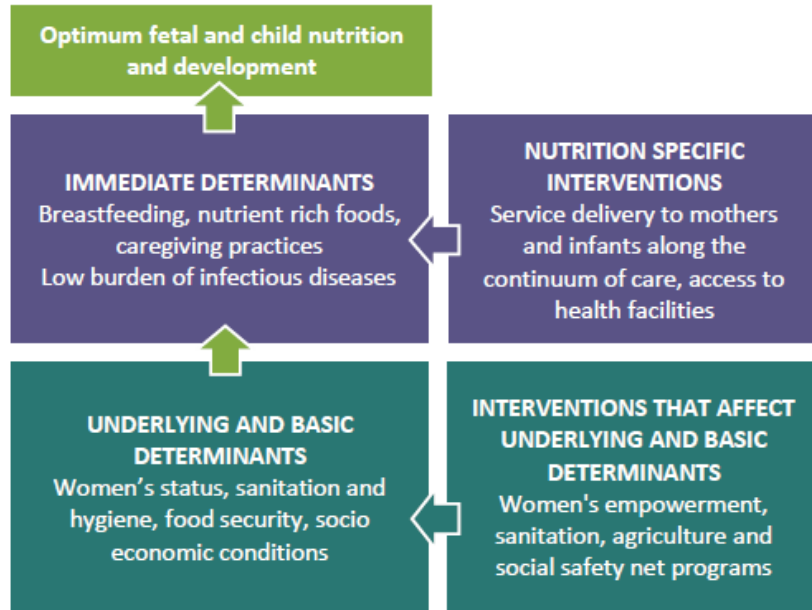 Optimum fetal and child nutrition
and development
IMMEDIATE DETERMINANTS
Breastfeeding, nutrient rich foods,
caregiving practices
Low burden of infectious diseases
NUTRITION SPECIFIC
INTERVENTIONS
Service delivery to mothers
and infants along the
continuum of care, access to
health facilities
UNDERLYING AND BASIC
DETERMINANTS
Women’s status, sanitation and
hygiene, food security, socio
economic conditions
INTERVENTIONS THAT AFFECT
UNDERLYING AND BASIC
DETERMINANTS
Women's empowerment,
sanitation, agriculture and
social safety net programs